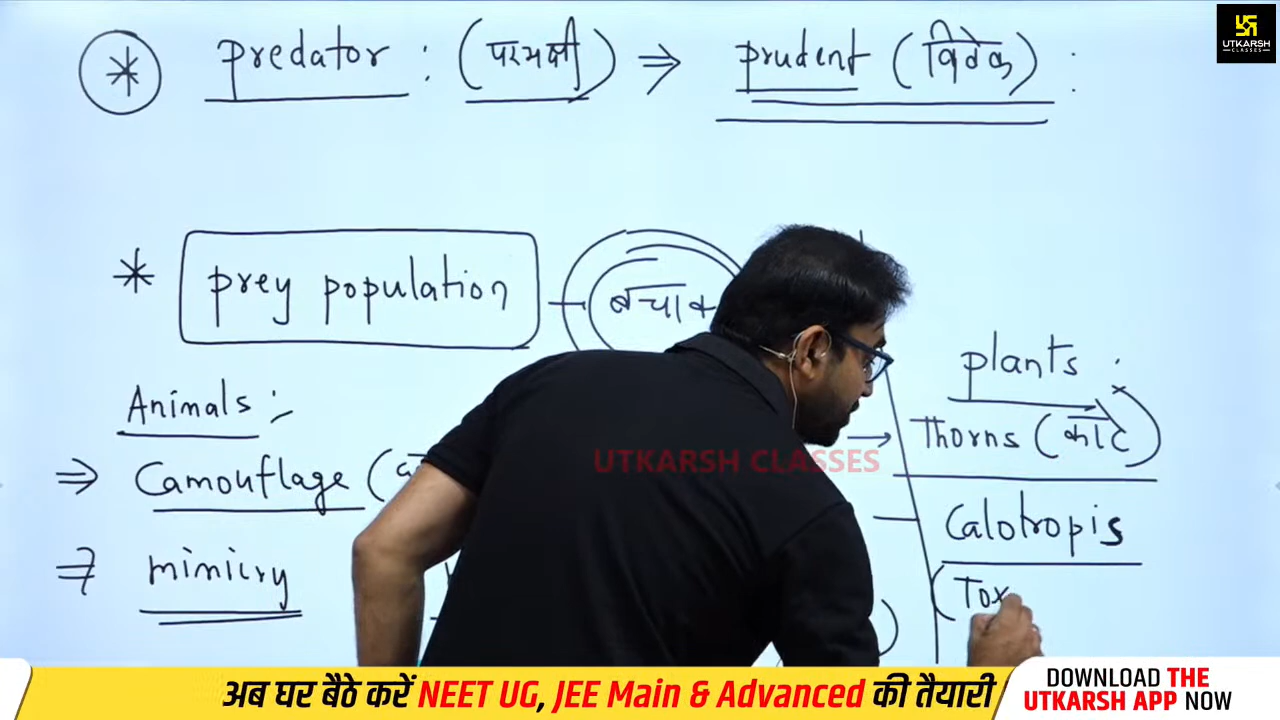 UTKARSH
CLASSES
* predator : (परभक्षी) ⇒ prudent (विवेक) :
* prey population
plants :
Animals :-
→ Thorns (कांटे)
⇒ Camouflage (
UTKARSH CLASSES
Calotropis
⇒ mimicry
(Tox
अब घर बैठे करें NEET UG, JEE Main & Advanced की तैयारी
DOWNLOAD THE
UTKARSH APP NOW